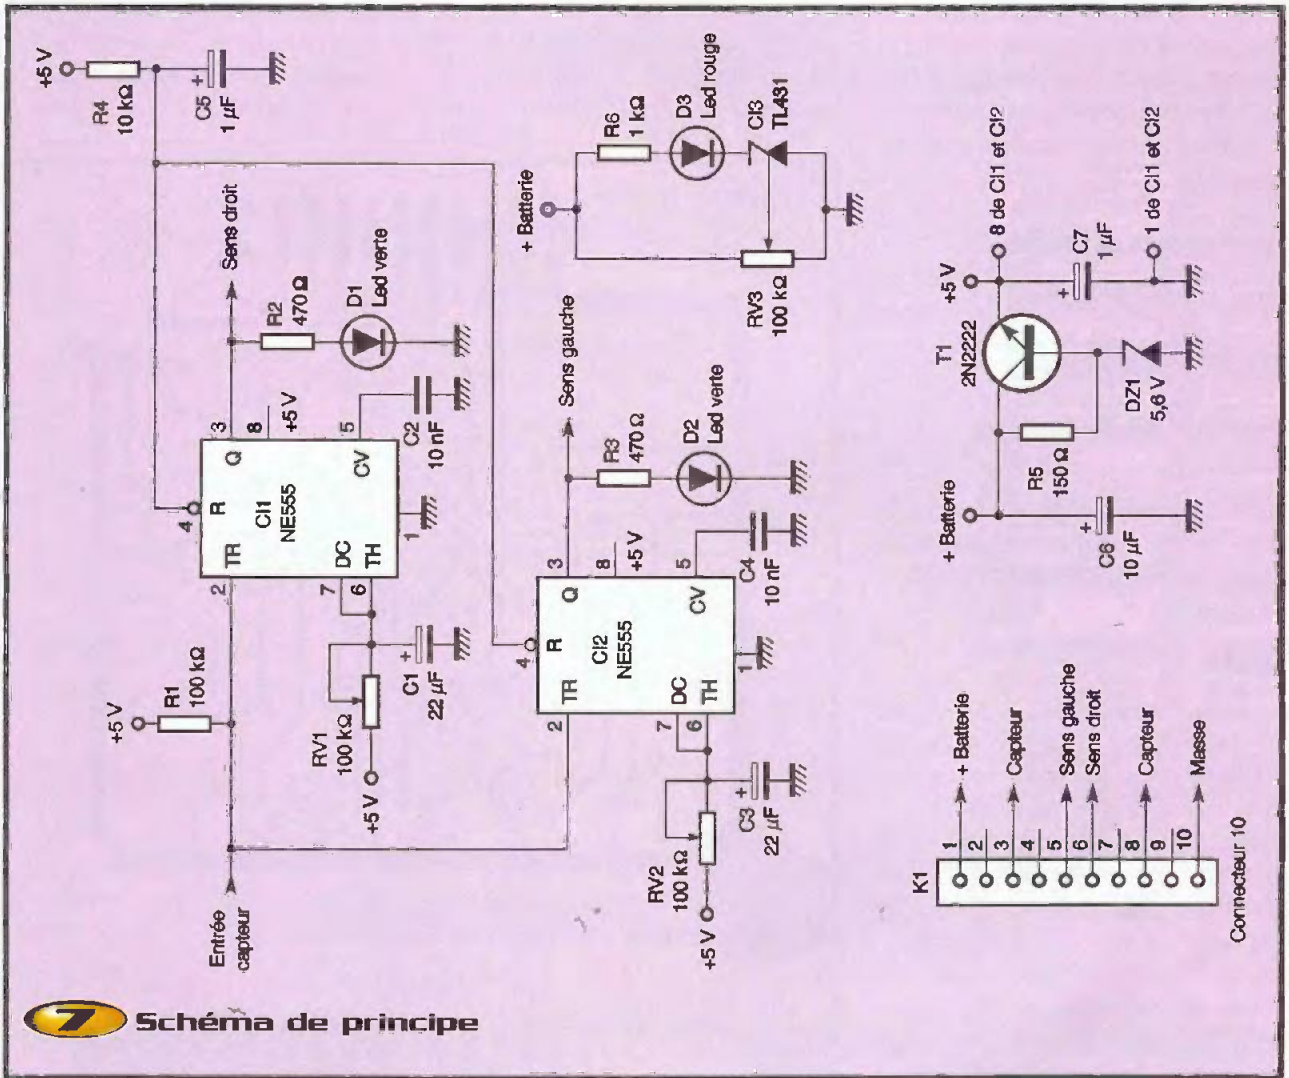 +5 V
R4
10 kΩ
C5
1 µF
+
Sens droit
R2
470 Ω
D1
Led verte
3
8
+5 V
5
C2
10 nF
4
R
Q
CV
CI1
NE555
TR
DC
TH
1
2
7
6
+5 V
R1
100 kΩ
RV1
100 kΩ
+5 V
+
C1
22 µF
Entrée
capteur
Sens gauche
R3
470 Ω
D2
Led verte
3
8
+5 V
5
C4
10 nF
4
R
Q
CV
CI2
NE555
TR
DC
TH
1
2
7
6
RV2
100 kΩ
+5 V
+
C3
22 µF
+ Batterie
R6
1 kΩ
D3
Led rouge
CI3
TL431
RV3
100 kΩ
+ Batterie
+
C6
10 µF
R5
150 Ω
T1
2N2222
DZ1
5,6 V
+5 V
8 de CI1 et CI2
+
C7
1 µF
1 de CI1 et CI2
K1
1
+ Batterie
2
3
Capteur
4
5
Sens gauche
6
Sens droit
7
8
Capteur
9
10
Masse
Connecteur 10
7 Schéma de principe